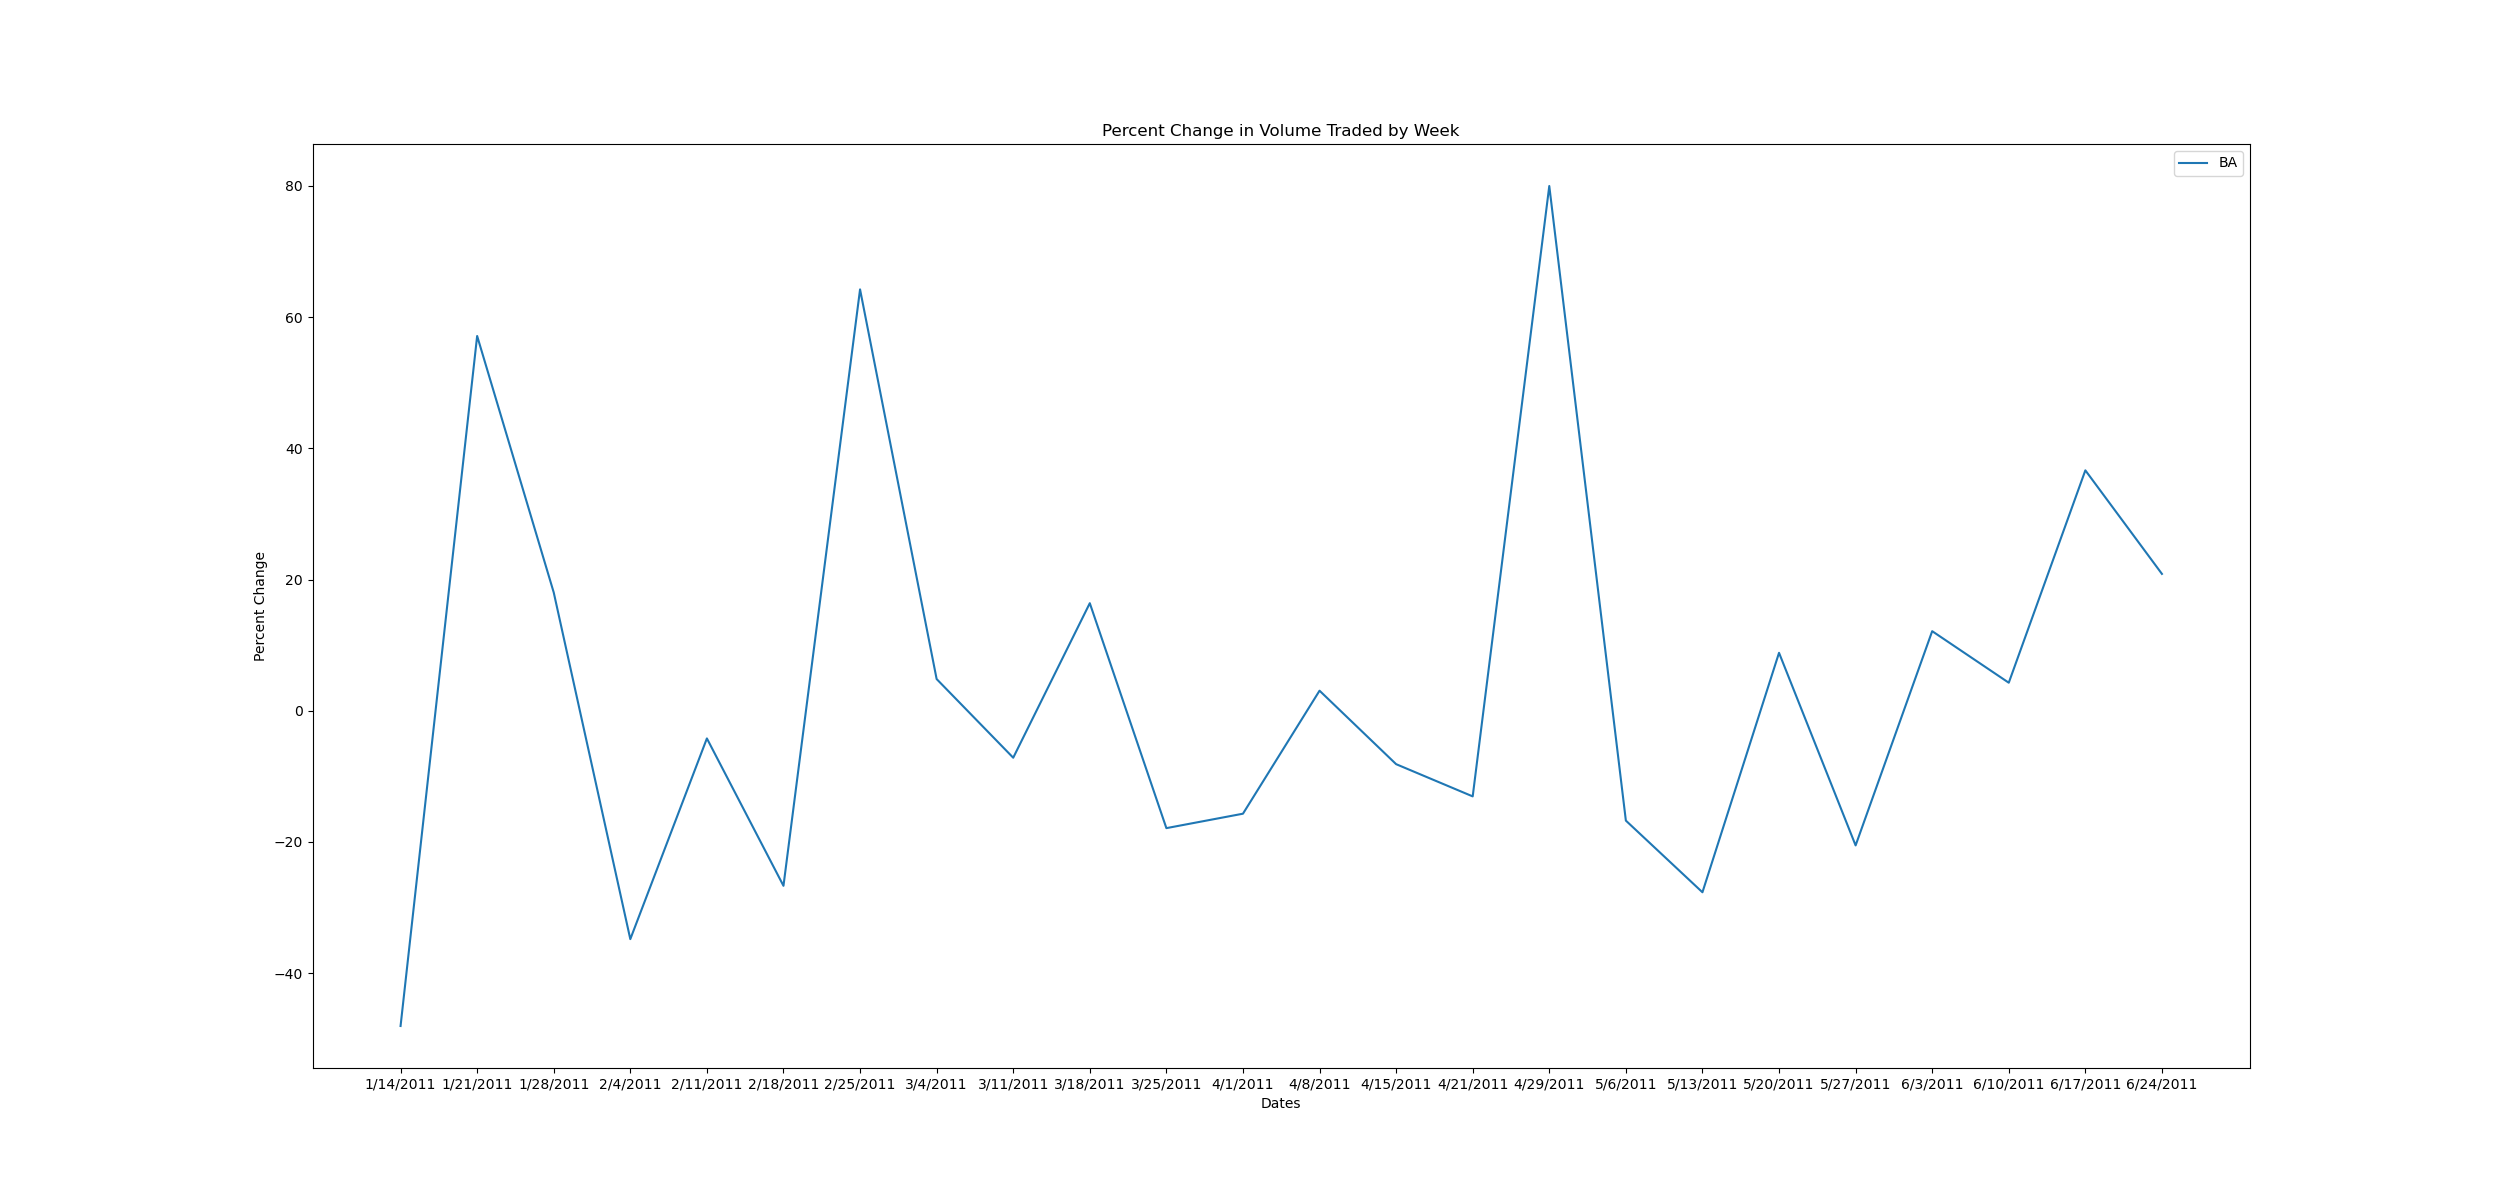 Percent Change in Volume Traded by Week
BA
80
60
40
20
0
−20
−40
Percent Change
1/14/2011 1/21/2011 1/28/2011 2/4/2011 2/11/2011 2/18/2011 2/25/2011 3/4/2011 3/11/2011 3/18/2011 3/25/2011 4/1/2011 4/8/2011 4/15/2011 4/21/2011 4/29/2011 5/6/2011 5/13/2011 5/20/2011 5/27/2011 6/3/2011 6/10/2011 6/17/2011 6/24/2011
Dates